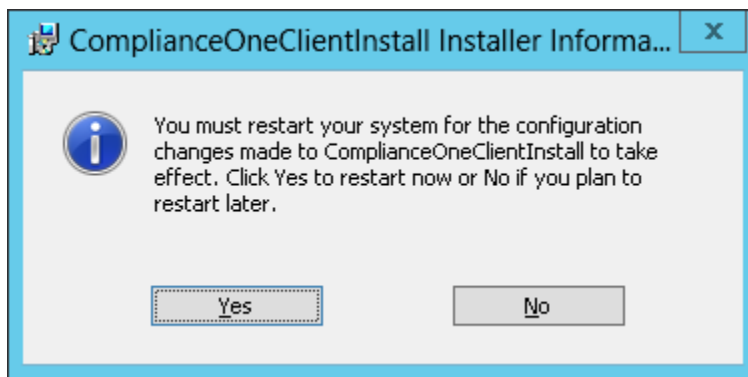 ComplianceOneClientInstall Installer Informa... x
You must restart your system for the configuration
changes made to ComplianceOneClientInstall to take
effect. Click Yes to restart now or No if you plan to
restart later.
Yes No